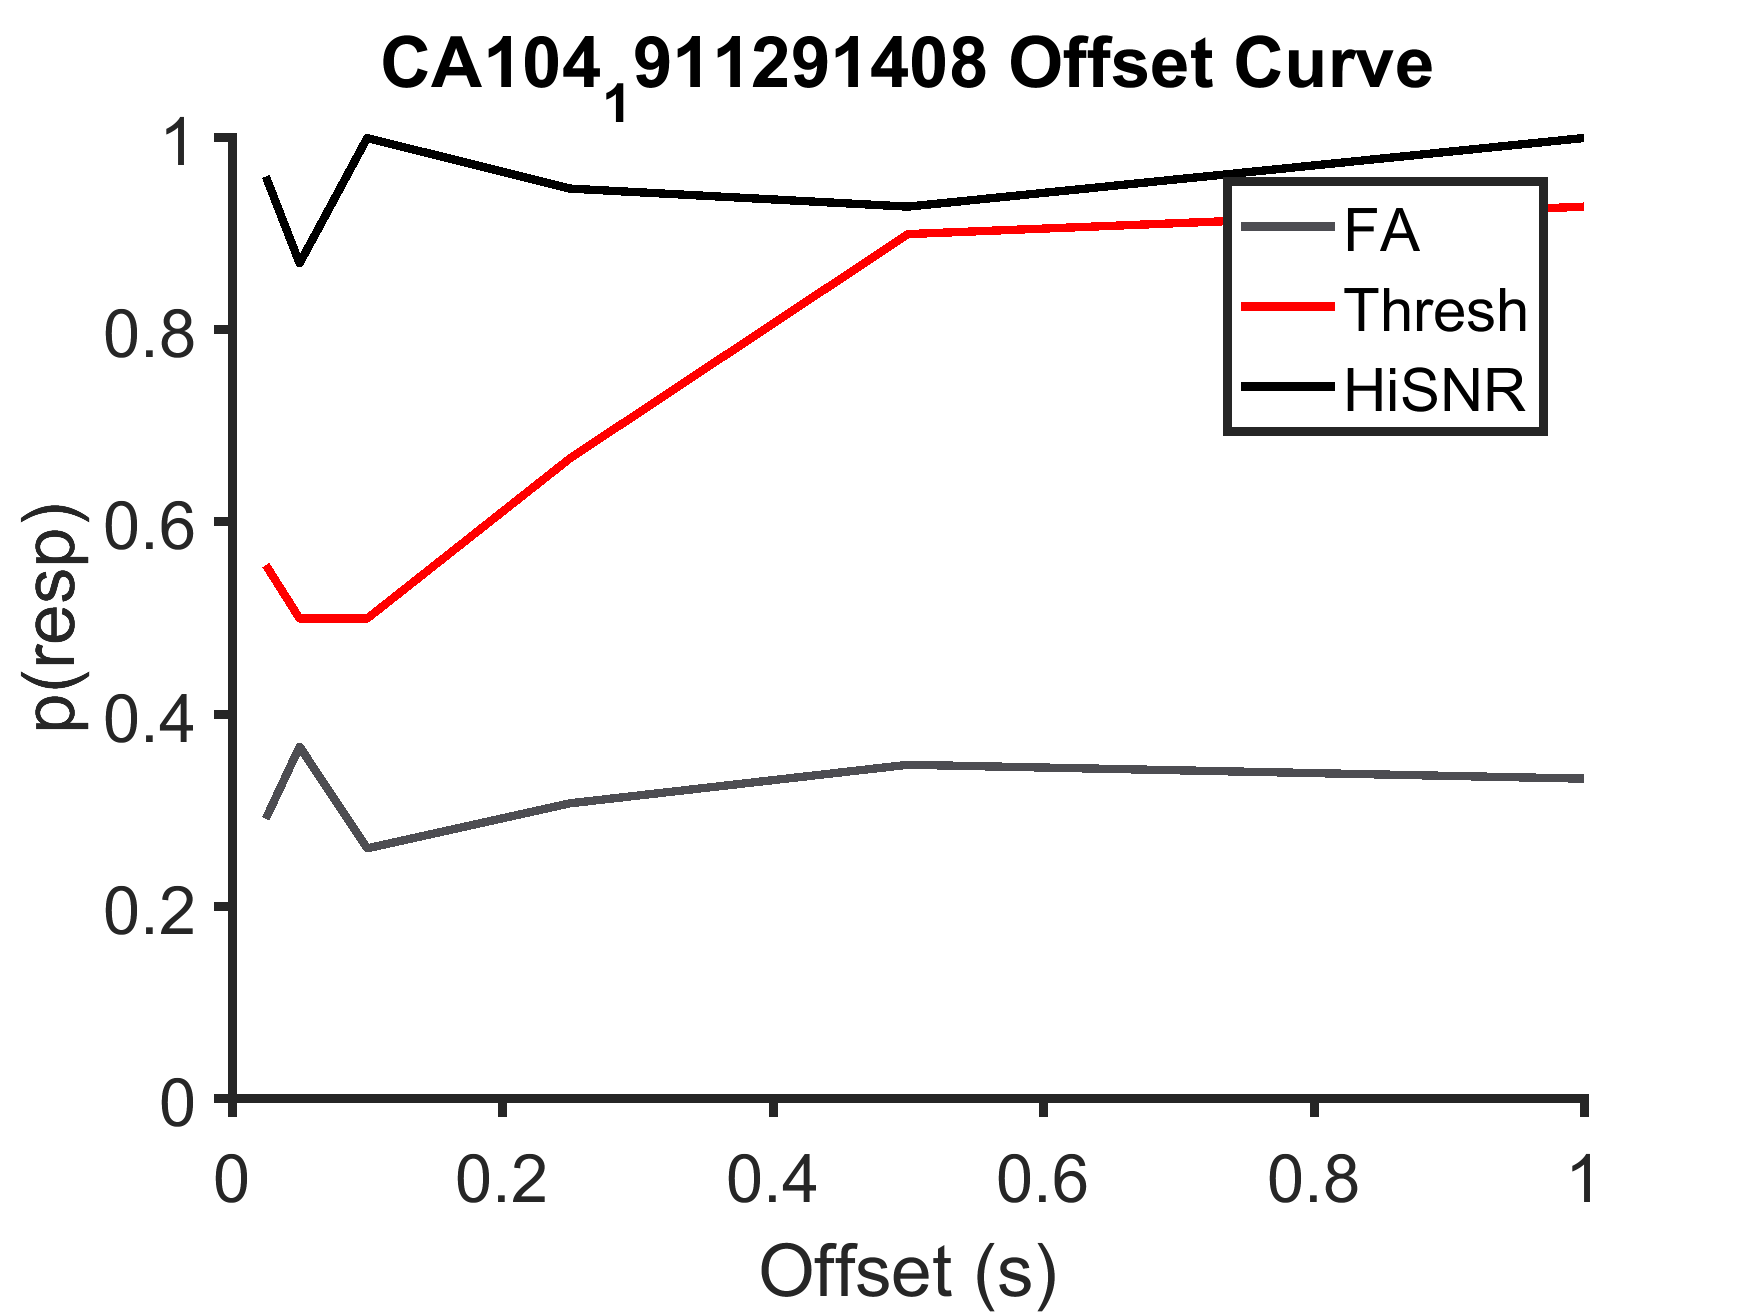 CA104₁911291408 Offset Curve
1
0.8
0.6
0.4
0.2
0
p(resp)
FA
Thresh
HiSNR
0 0.2 0.4 0.6 0.8 1
Offset (s)